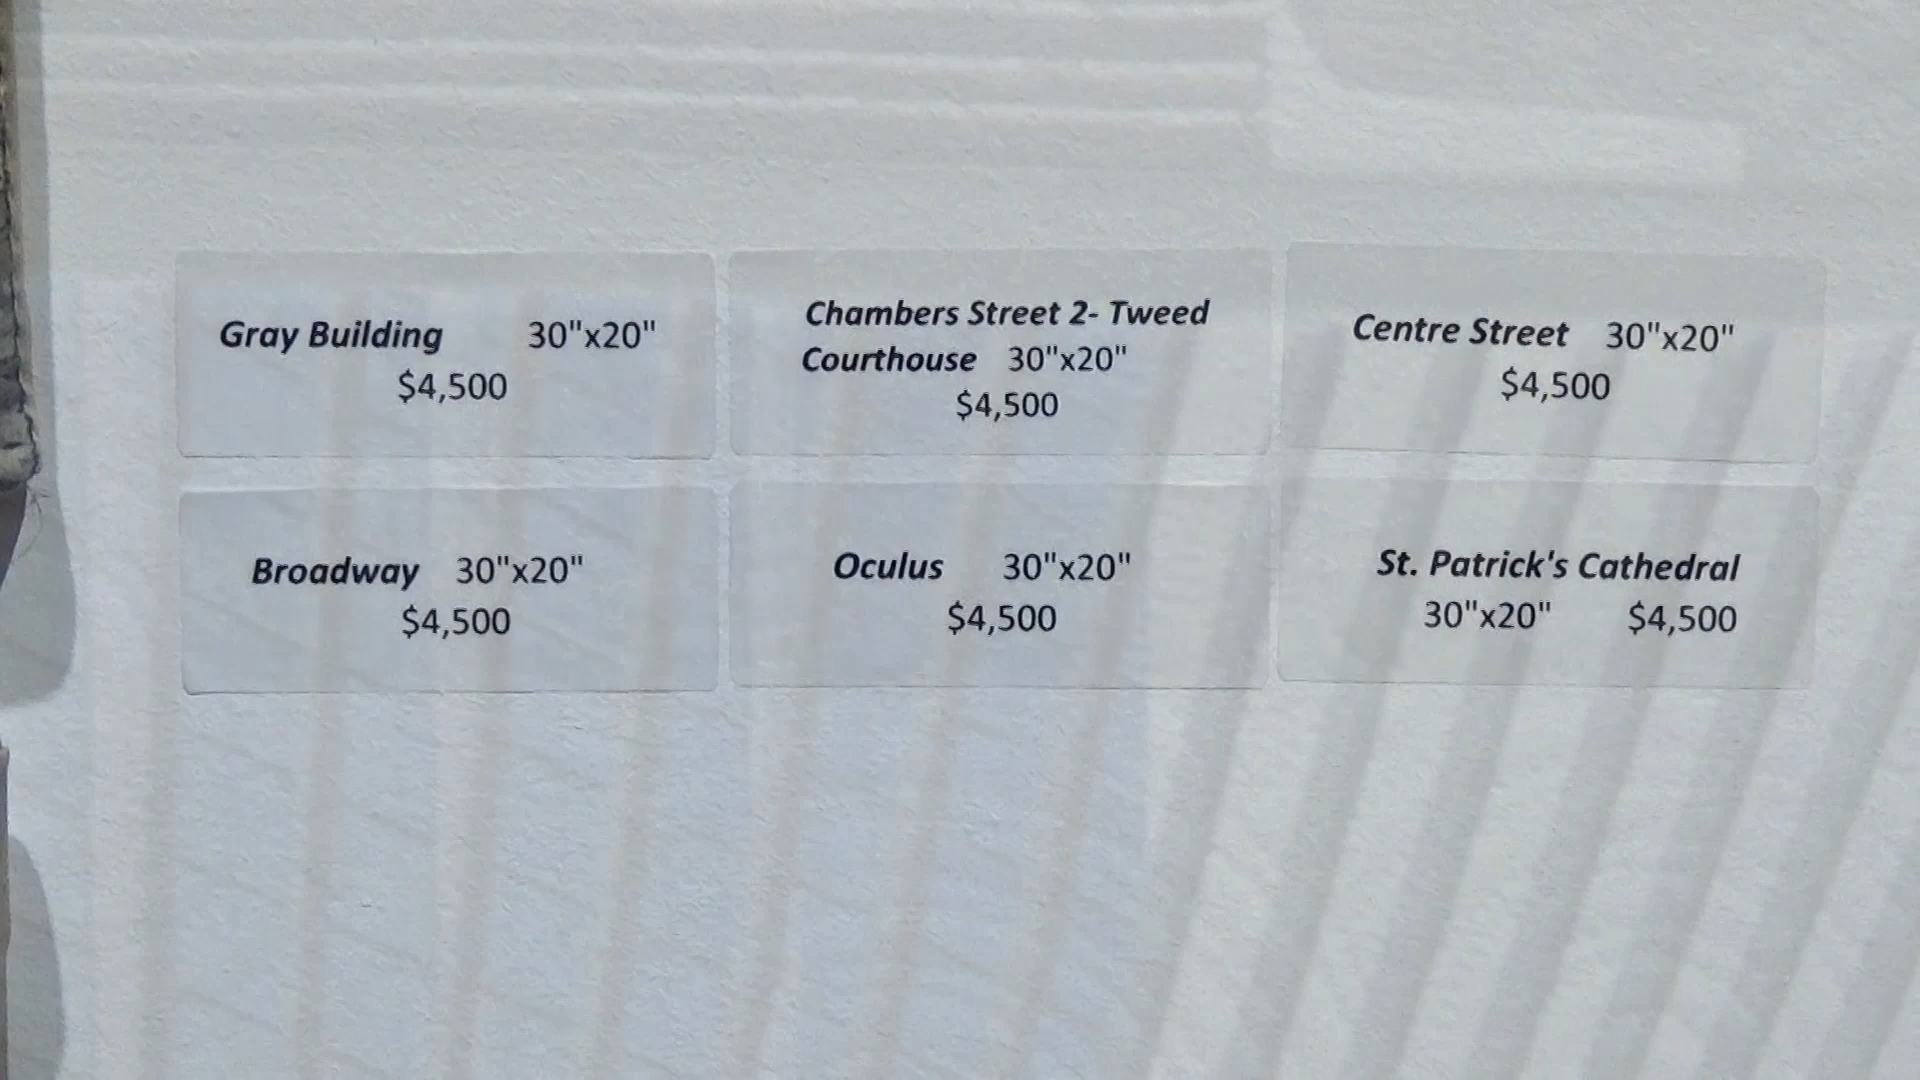 Gray Building 30"x20"
$4,500
Chambers Street 2- Tweed
Courthouse 30"x20"
$4,500
Centre Street 30"x20"
$4,500
Broadway 30"x20"
$4,500
Oculus 30"x20"
$4,500
St. Patrick's Cathedral
30"x20" $4,500